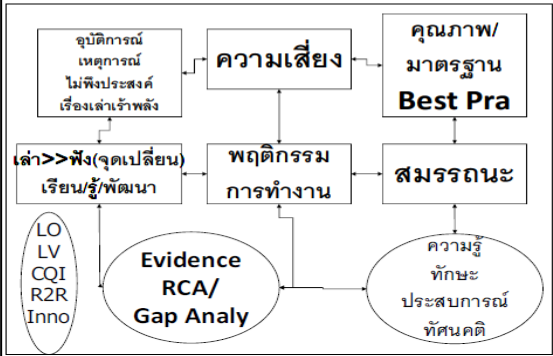 อุบัติการณ์
เหตุการณ์
ไม่พึงประสงค์
เรื่องเล่าเร้าพลัง
ความเสี่ยง
คุณภาพ/
มาตรฐาน
Best Pra
เล่า>>ฟัง(จุดเปลี่ยน)
เรียน/รู้/พัฒนา
พฤติกรรม
การทำงาน
สมรรถนะ
LO
LV
CQI
R2R
Inno
Evidence
RCA/
Gap Analy
ความรู้
ทักษะ
ประสบการณ์
ทัศนคติ